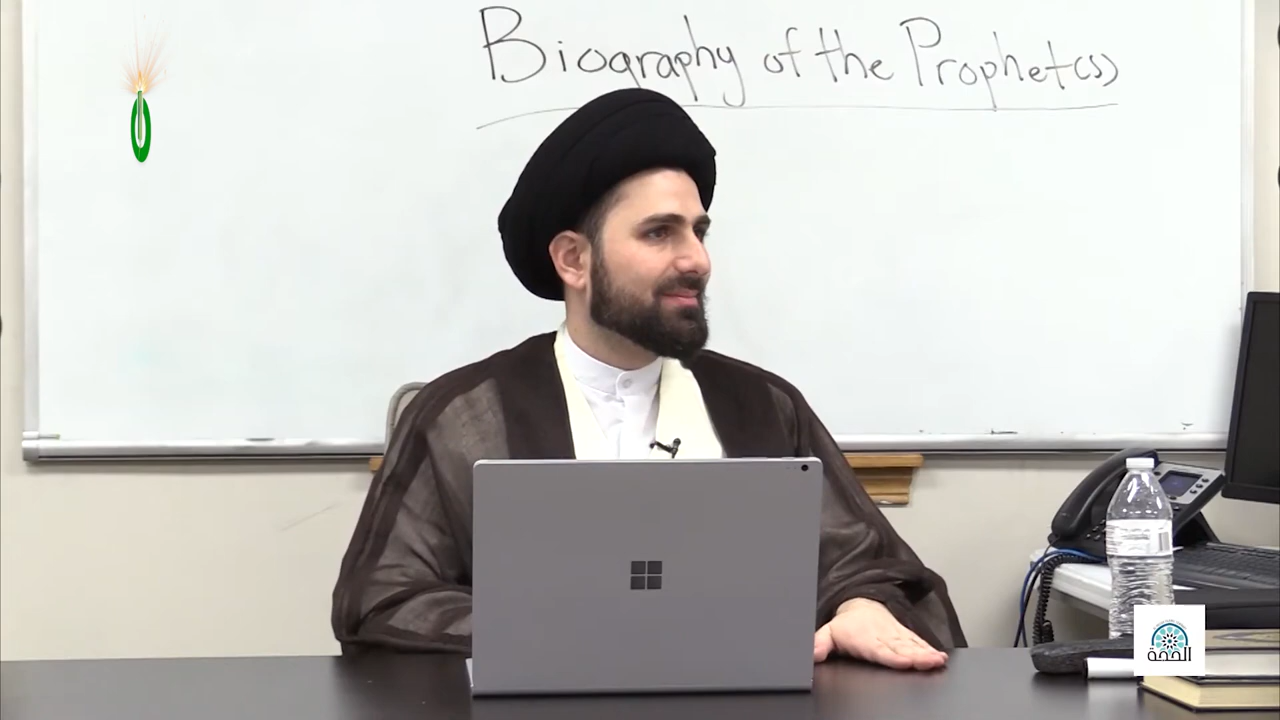 Biography of the Prophet(s)
الحجة